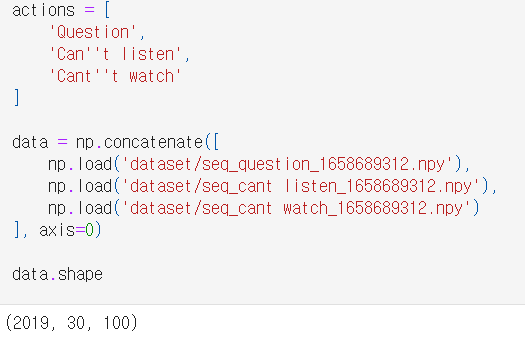 actions = [
    'Question',
    'Can''t listen',
    'Cant''t watch'
]
data = np.concatenate([
    np.load('dataset/seq_question_1658689312.npy'),
    np.load('dataset/seq_cant listen_1658689312.npy'),
    np.load('dataset/seq_cant watch_1658689312.npy')
], axis=0)
data.shape
(2019, 30, 100)